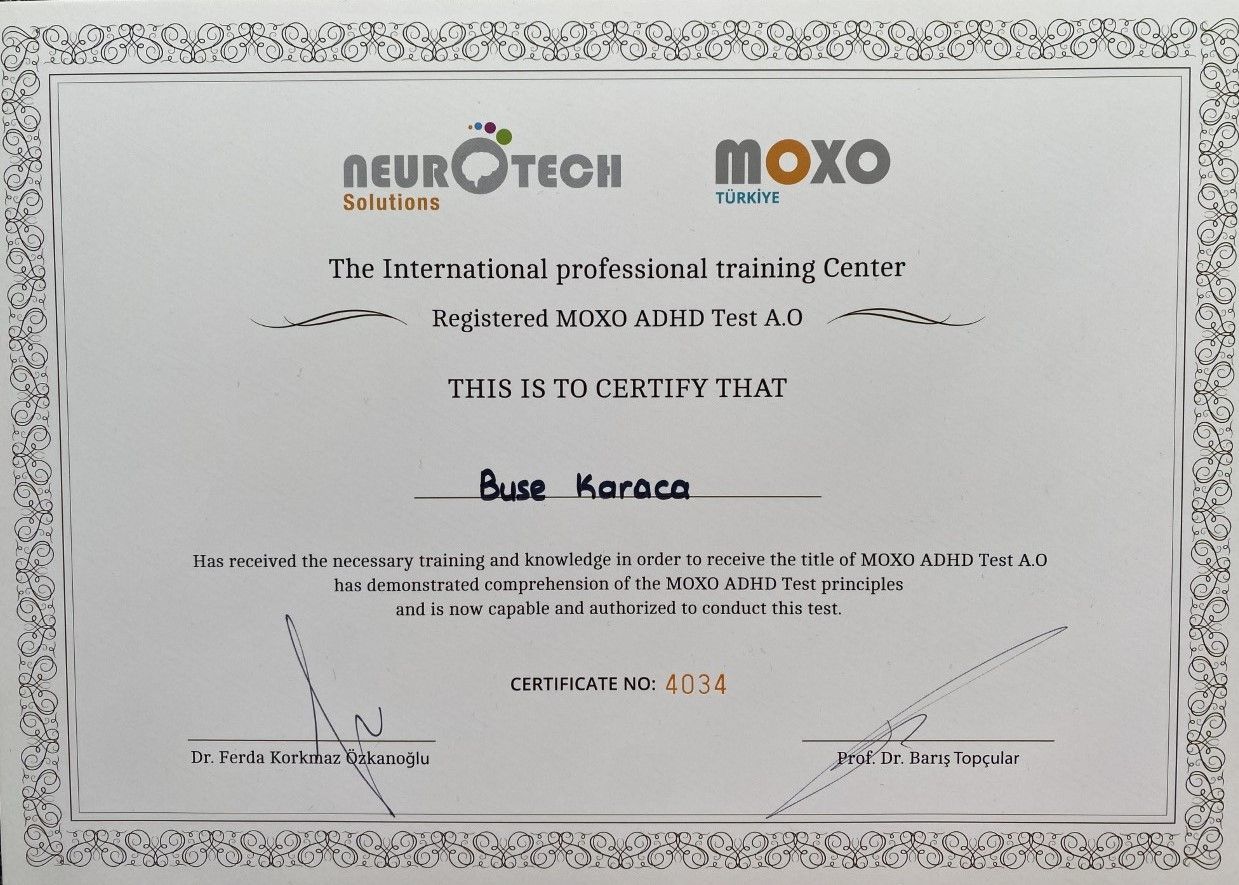 neurOTECH
Solutions
MOXO
TÜRKİYE
The International professional training Center
Registered MOXO ADHD Test A.O
THIS IS TO CERTIFY THAT
Buse Karaca
Has received the necessary training and knowledge in order to receive the title of MOXO ADHD Test A.O
has demonstrated comprehension of the MOXO ADHD Test principles
and is now capable and authorized to conduct this test.
CERTIFICATE NO: 4034
Dr. Ferda Korkmaz Özkanoğlu
Prof. Dr. Barış Topçular